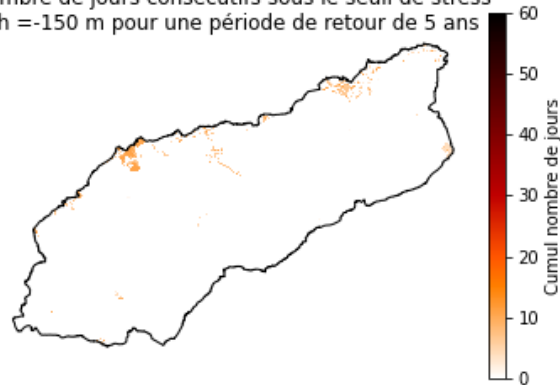 de jours consécutifs sous le seuil de stress
h =-150 m pour une période de retour de 5 ans
60
50
40
30
20
10
0
Cumul nombre de jours